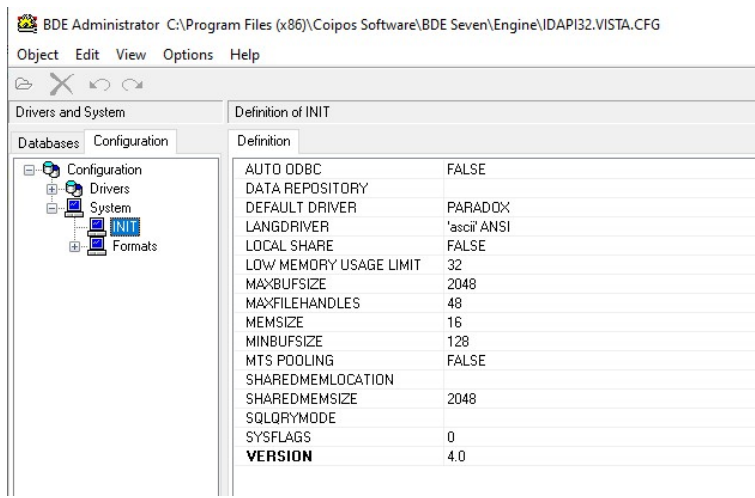 BDE Administrator C:\Program Files (x86)\Coipos Software\BDE Seven\Engine\IDAPI32.VISTA.CFG
Object Edit View Options Help
Drivers and System
Definition of INIT
Databases Configuration
Definition
Configuration
Drivers
System
INIT
Formats
AUTO ODBC FALSE
DATA REPOSITORY
DEFAULT DRIVER PARADOX
LANGDRIVER 'ascii' ANSI
LOCAL SHARE FALSE
LOW MEMORY USAGE LIMIT 32
MAXBUFSIZE 2048
MAXFILEHANDLES 48
MEMSIZE 16
MINBUFSIZE 128
MTS POOLING FALSE
SHAREDMEMLOCATION
SHAREDMEMSIZE 2048
SQLQRYMODE
SYSFLAGS 0
VERSION 4.0